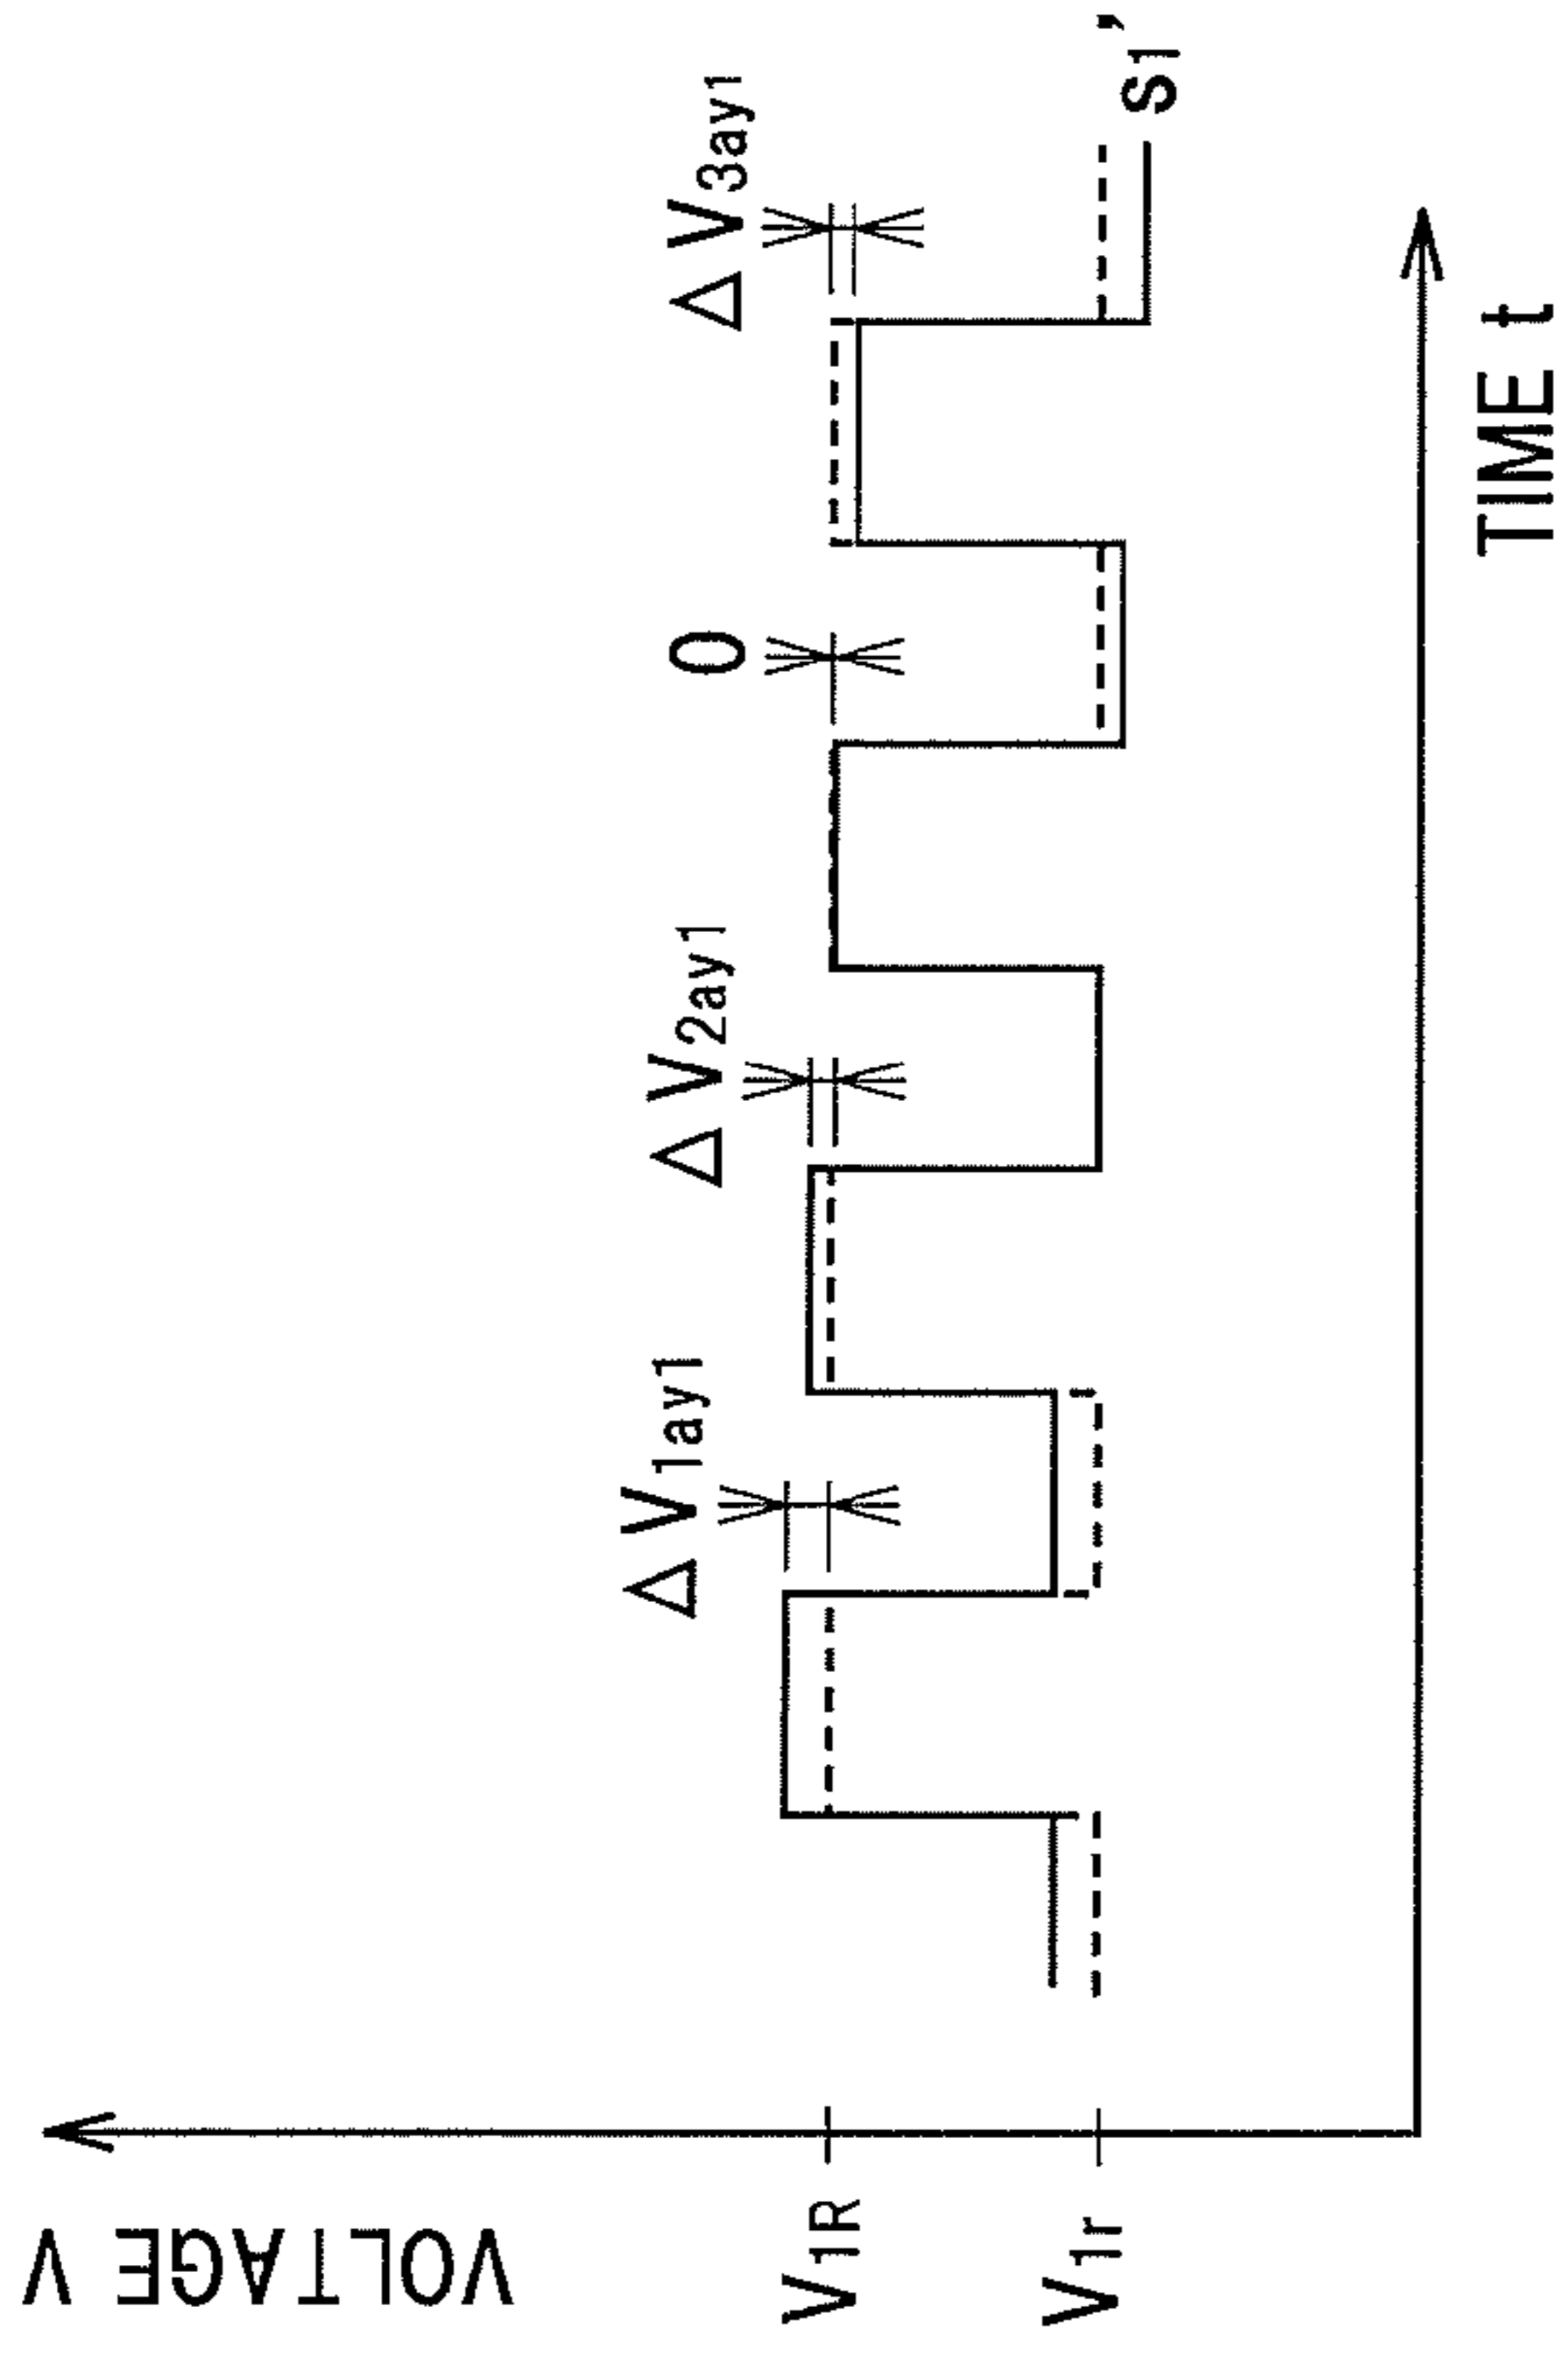 VOLTAGE V
V1R
V1r
ΔV1ay1
ΔV2ay1
0
ΔV3ay1
S1’
TIME t